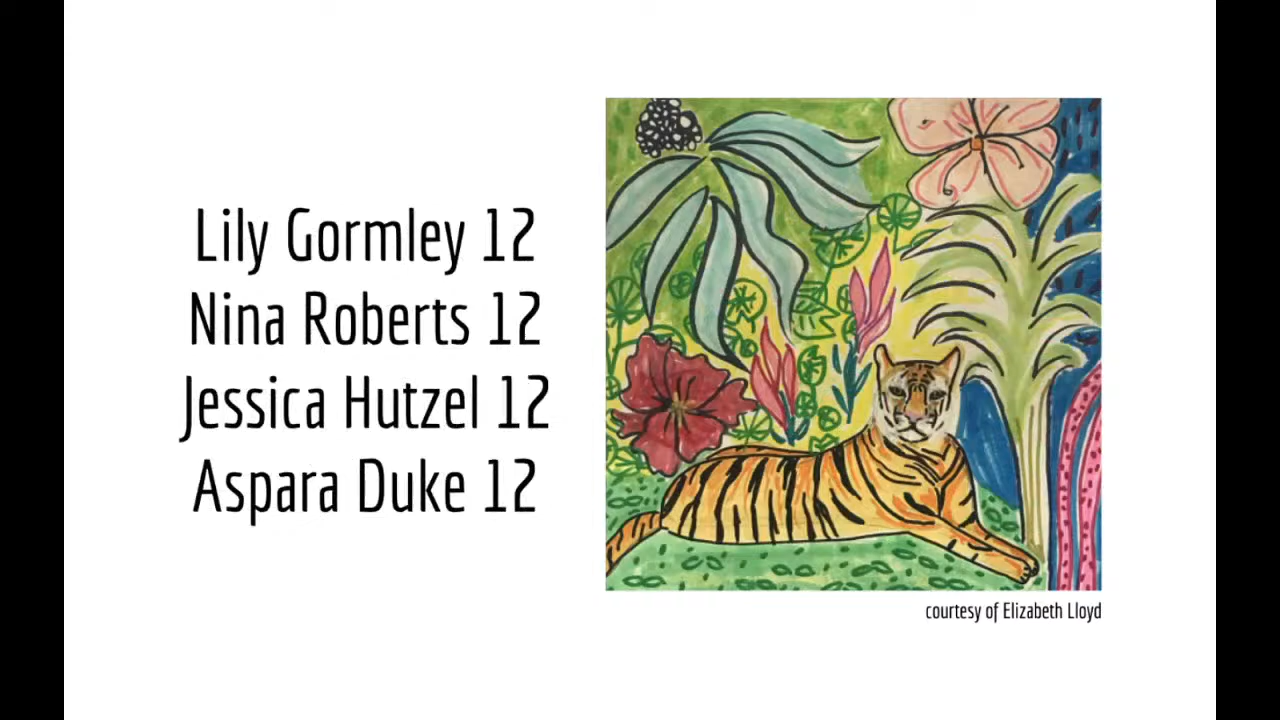 Lily Gormley 12
Nina Roberts 12
Jessica Hutzel 12
Aspara Duke 12
courtesy of Elizabeth Lloyd